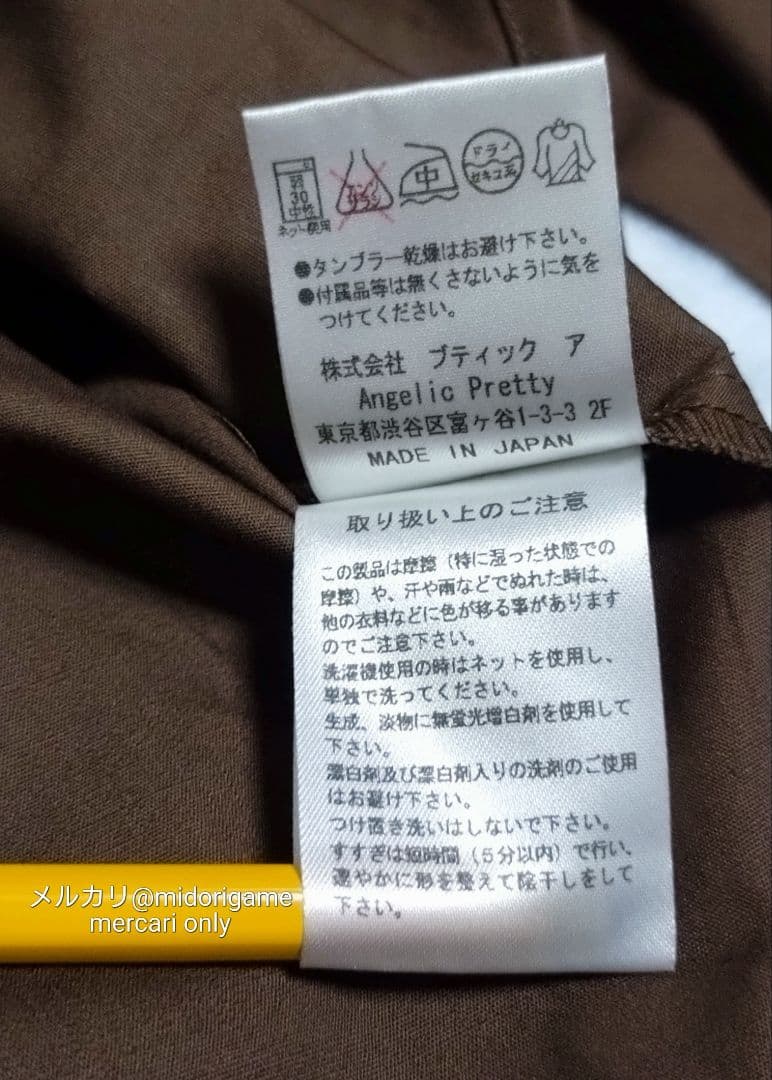 弱
30
中性
ネット使用
エンソ
サラシ
中
ドライ
セキユ系
●タンブラー乾燥はお避け下さい。
●付属品等は無くさないように気を
つけてください。
株式会社 ブティック ア
Angelic Pretty
東京都渋谷区富ヶ谷1-3-3 2F
MADE IN JAPAN
取り扱い上のご注意
この製品は摩擦(特に湿った状態での
摩擦)や、汗や雨などでぬれた時は、
他の衣料などに色が移る事があります
のでご注意下さい。
洗濯機使用の時はネットを使用し、
単独で洗ってください。
生成、淡物に無蛍光増白剤を使用して
下さい。
漂白剤及び漂白剤入りの洗剤のご使用
はお避け下さい。
つけ置き洗いはしないで下さい。
すすぎは短時間(5分以内)で行い、
速やかに形を整えて陰干しをして
下さい。
メルカリ@midorigame
mercari only